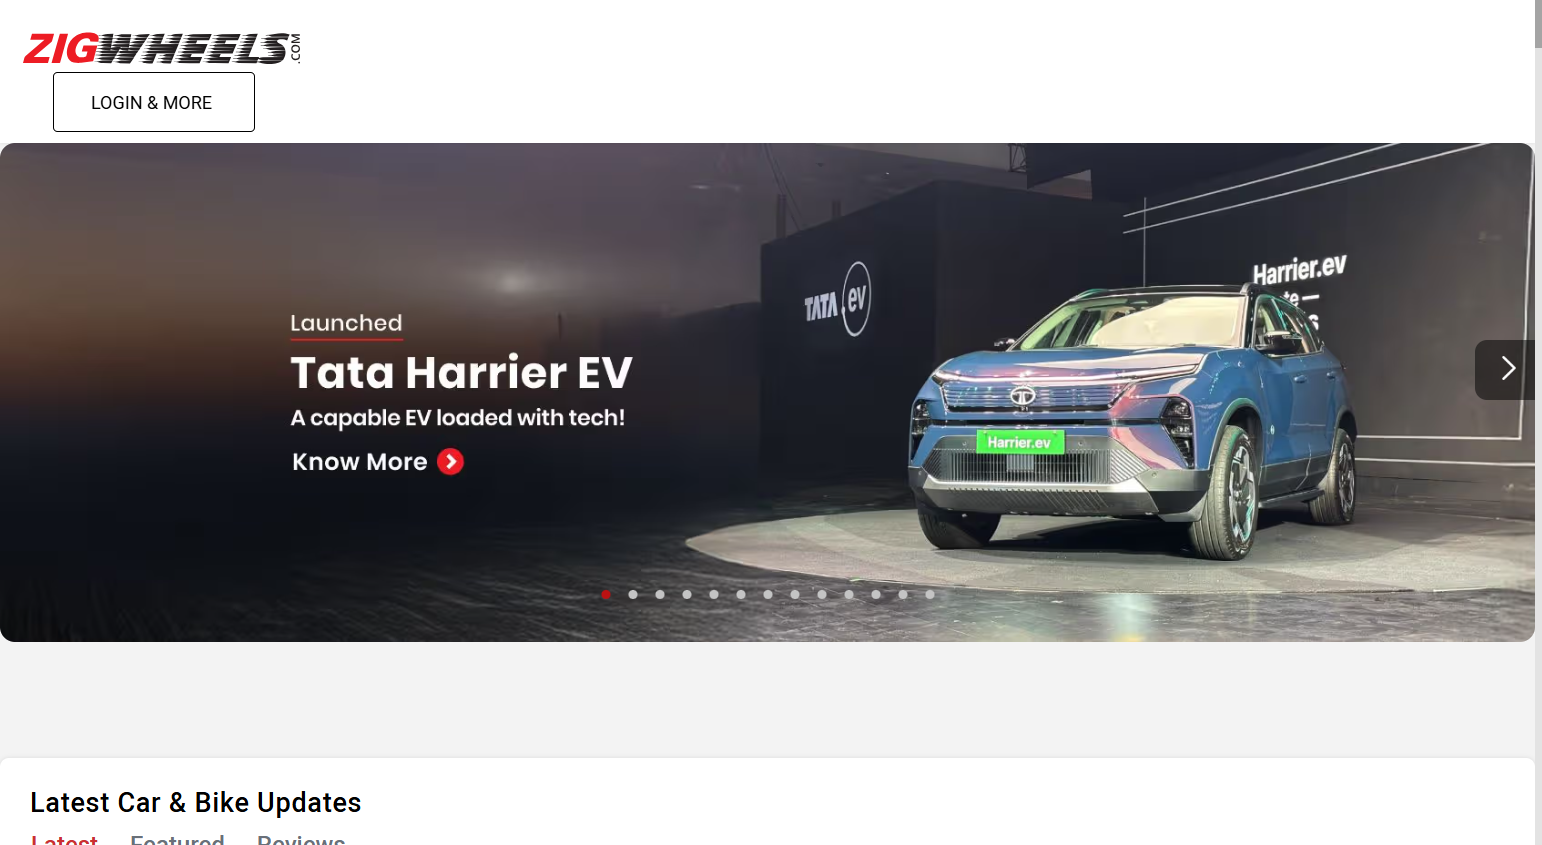 ZIGWHEELS.COM
LOGIN & MORE
Launched
Tata Harrier EV
A capable EV loaded with tech!
Know More
TATA .ev
Harrier.ev
Harrier.ev
Latest Car & Bike Updates
Latest Featured Reviews